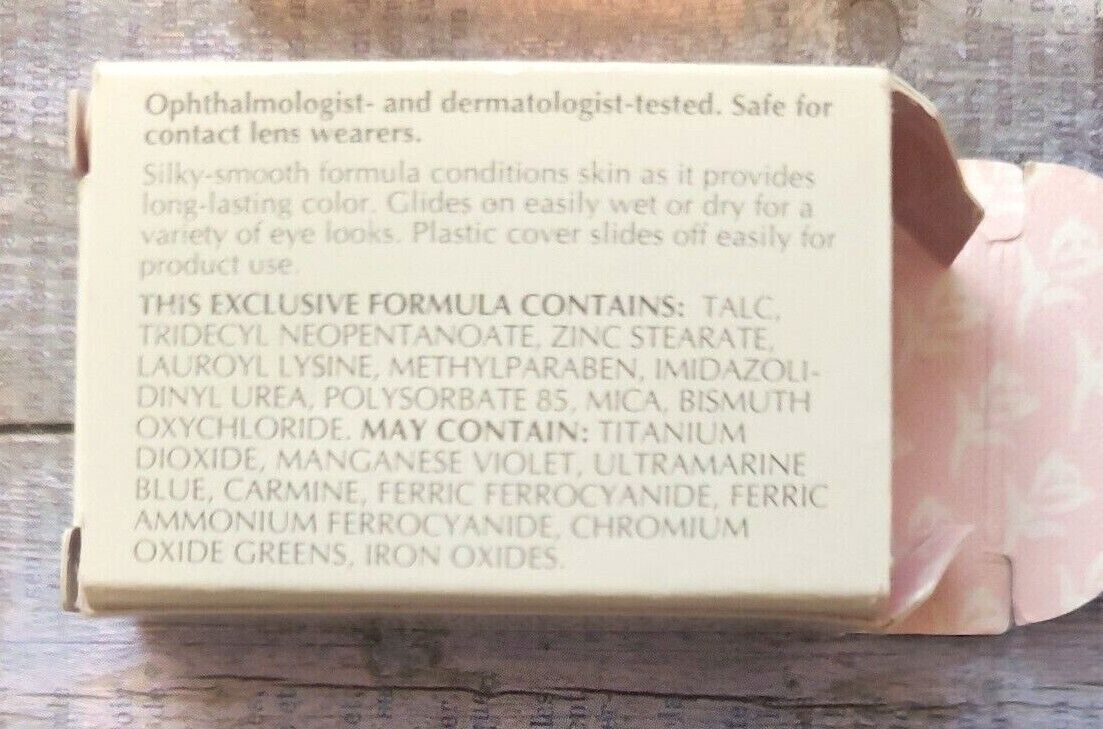 Ophthalmologist- and dermatologist-tested. Safe for
contact lens wearers.
Silky-smooth formula conditions skin as it provides
long-lasting color. Glides on easily wet or dry for a
variety of eye looks. Plastic cover slides off easily for
product use.
THIS EXCLUSIVE FORMULA CONTAINS: TALC,
TRIDECYL NEOPENTANOATE, ZINC STEARATE,
LAUROYL LYSINE, METHYLPARABEN, IMIDAZOLI-
DINYL UREA, POLYSORBATE 85, MICA, BISMUTH
OXYCHLORIDE. MAY CONTAIN: TITANIUM
DIOXIDE, MANGANESE VIOLET, ULTRAMARINE
BLUE, CARMINE, FERRIC FERROCYANIDE, FERRIC
AMMONIUM FERROCYANIDE, CHROMIUM
OXIDE GREENS, IRON OXIDES.